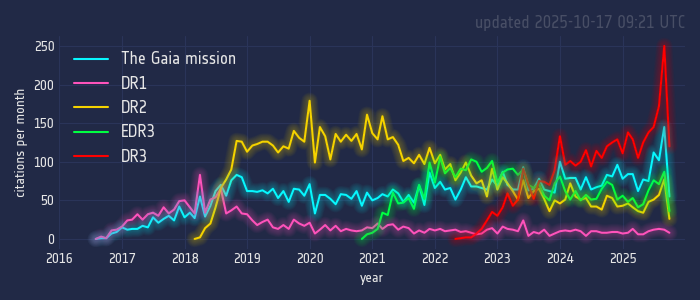 updated 2025-10-17 09:21 UTC
250
200
150
100
50
0
citations per month
The Gaia mission
DR1
DR2
EDR3
DR3
2016 2017 2018 2019 2020 2021 2022 2023 2024 2025
year